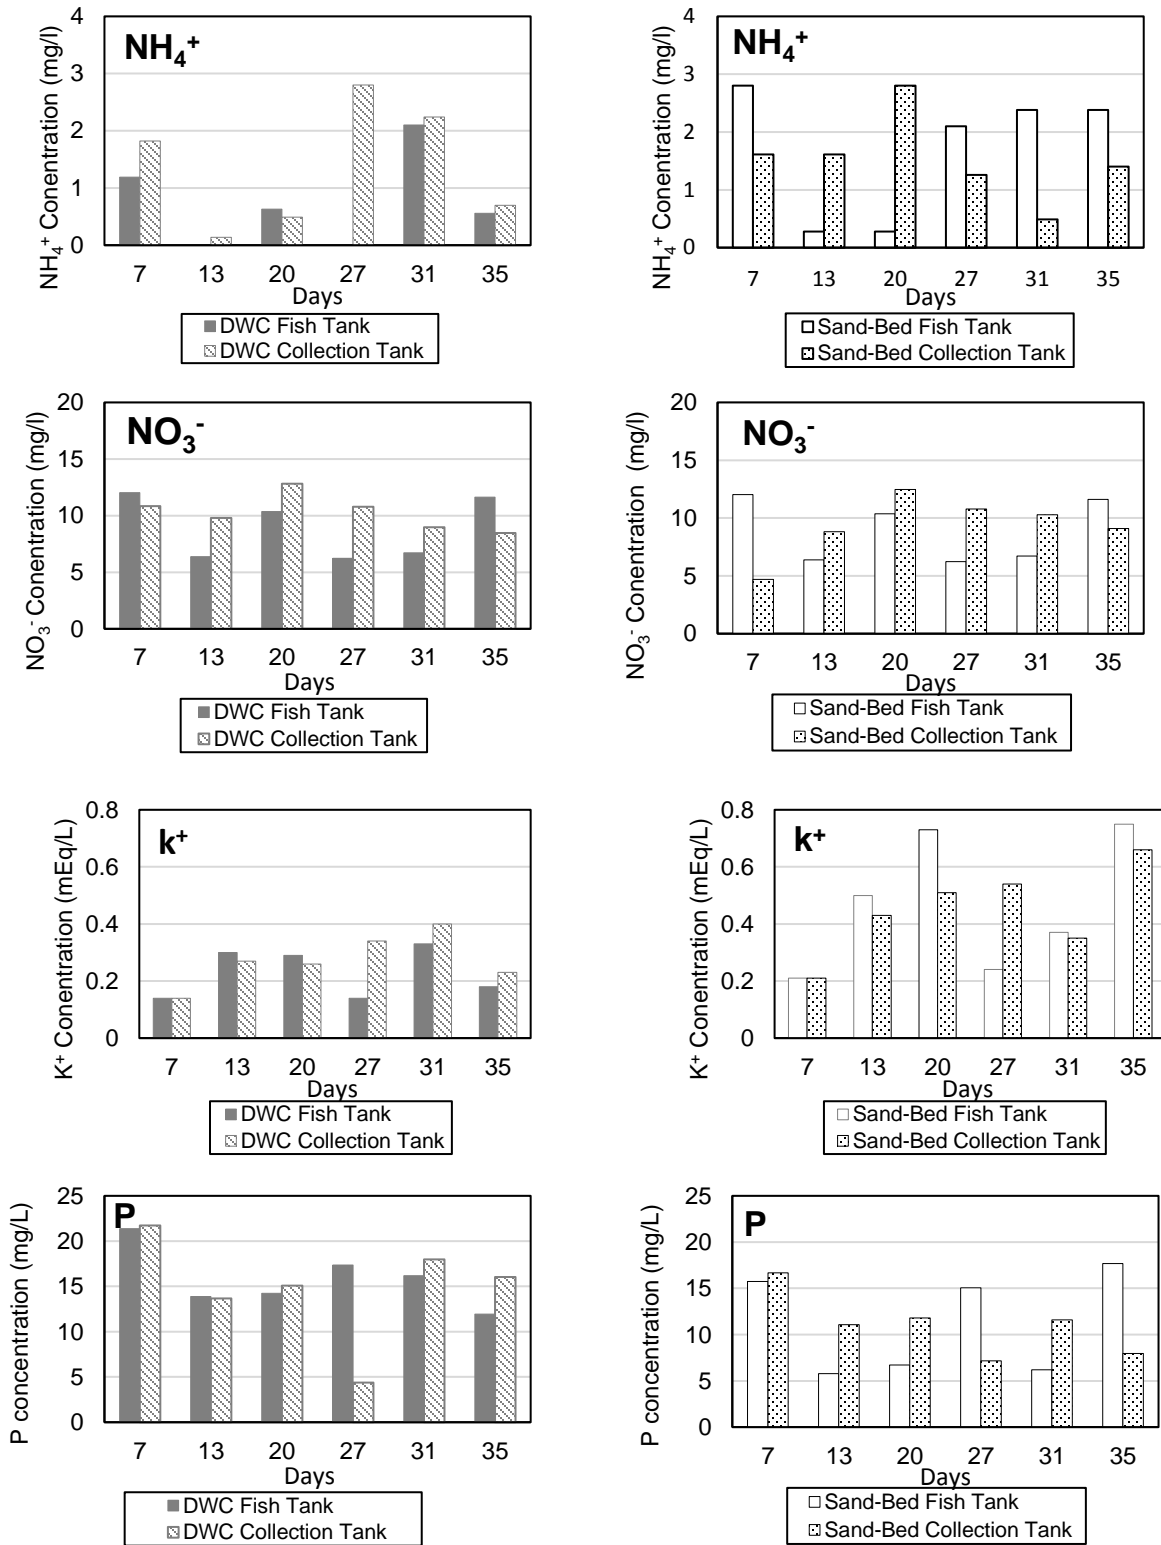 NH₄⁺
NH₄⁺ Conentration (mg/l)
4
3
2
1
0
7 13 20 27 31 35
Days
DWC Fish Tank
DWC Collection Tank
NH₄⁺
NH₄⁺ Conentration (mg/l)
4
3
2
1
0
7 13 20 27 31 35
Days
Sand-Bed Fish Tank
Sand-Bed Collection Tank
NO₃⁻
NO₃⁻ Conentration (mg/l)
20
15
10
5
0
7 13 20 27 31 35
Days
DWC Fish Tank
DWC Collection Tank
NO₃⁻
NO₃⁻ Conentration (mg/l)
20
15
10
5
0
7 13 20 27 31 35
Days
Sand-Bed Fish Tank
Sand-Bed Collection Tank
k⁺
K⁺ Conentration (mEq/L)
0.8
0.6
0.4
0.2
0
7 13 20 27 31 35
Days
DWC Fish Tank
DWC Collection Tank
k⁺
K⁺ Conentration (mEq/L)
0.8
0.6
0.4
0.2
0
7 13 20 27 31 35
Days
Sand-Bed Fish Tank
Sand-Bed Collection Tank
P
P concentration (mg/L)
25
20
15
10
5
0
7 13 20 27 31 35
Days
DWC Fish Tank
DWC Collection Tank
P
P concentration (mg/L)
25
20
15
10
5
0
7 13 20 27 31 35
Days
Sand-Bed Fish Tank
Sand-Bed Collection Tank